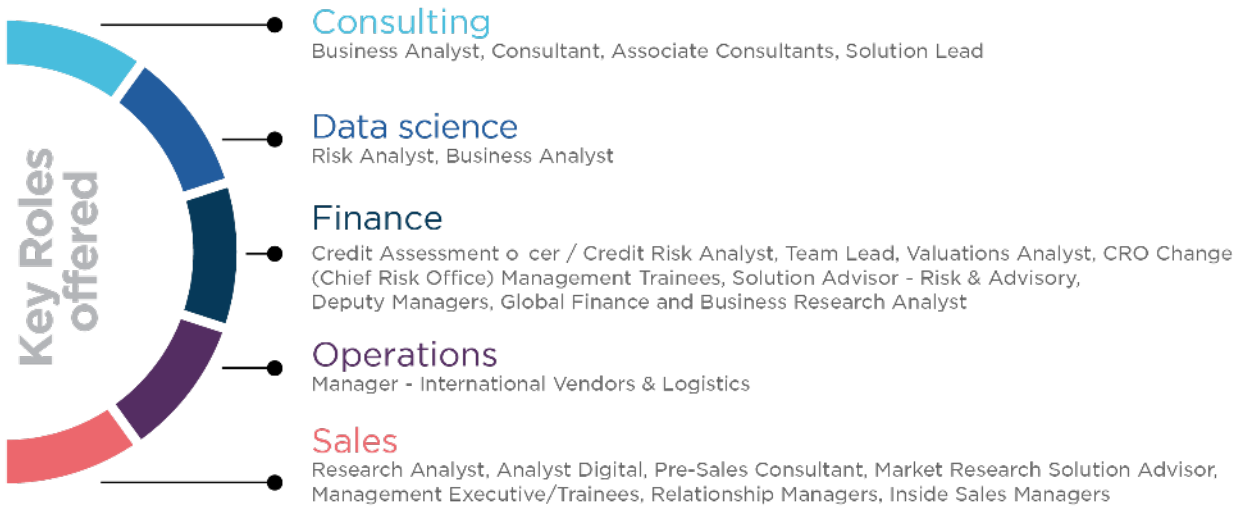 Key Roles
offered
Consulting
Business Analyst, Consultant, Associate Consultants, Solution Lead
Data science
Risk Analyst, Business Analyst
Finance
Credit Assessment o cer / Credit Risk Analyst, Team Lead, Valuations Analyst, CRO Change
(Chief Risk Office) Management Trainees, Solution Advisor - Risk & Advisory,
Deputy Managers, Global Finance and Business Research Analyst
Operations
Manager - International Vendors & Logistics
Sales
Research Analyst, Analyst Digital, Pre-Sales Consultant, Market Research Solution Advisor,
Management Executive/Trainees, Relationship Managers, Inside Sales Managers